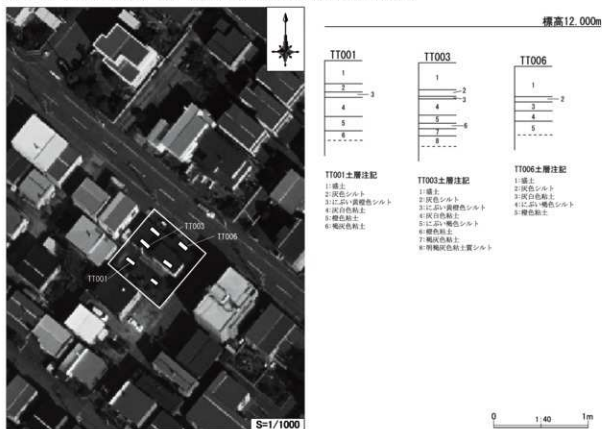 標高12.000m
TT001
1
2
3
4
5
6
TT003
1
2
3
4
5
6
7
8
TT006
1
2
3
4
5
TT001土層注記
1:盛土
2:灰色シルト
3:にぶい黄橙色シルト
4:灰白色粘土
5:橙色粘土
6:褐灰色粘土
TT003土層注記
1:盛土
2:灰色シルト
3:にぶい黄橙色シルト
4:灰白色粘土
5:にぶい褐色シルト
6:橙色粘土
7:褐灰色粘土
8:明褐灰色粘土質シルト
TT006土層注記
1:盛土
2:灰色シルト
3:灰白色粘土
4:にぶい褐色シルト
5:橙色粘土
TT003
TT006
TT001
S=1/1000
0 1:40 1m